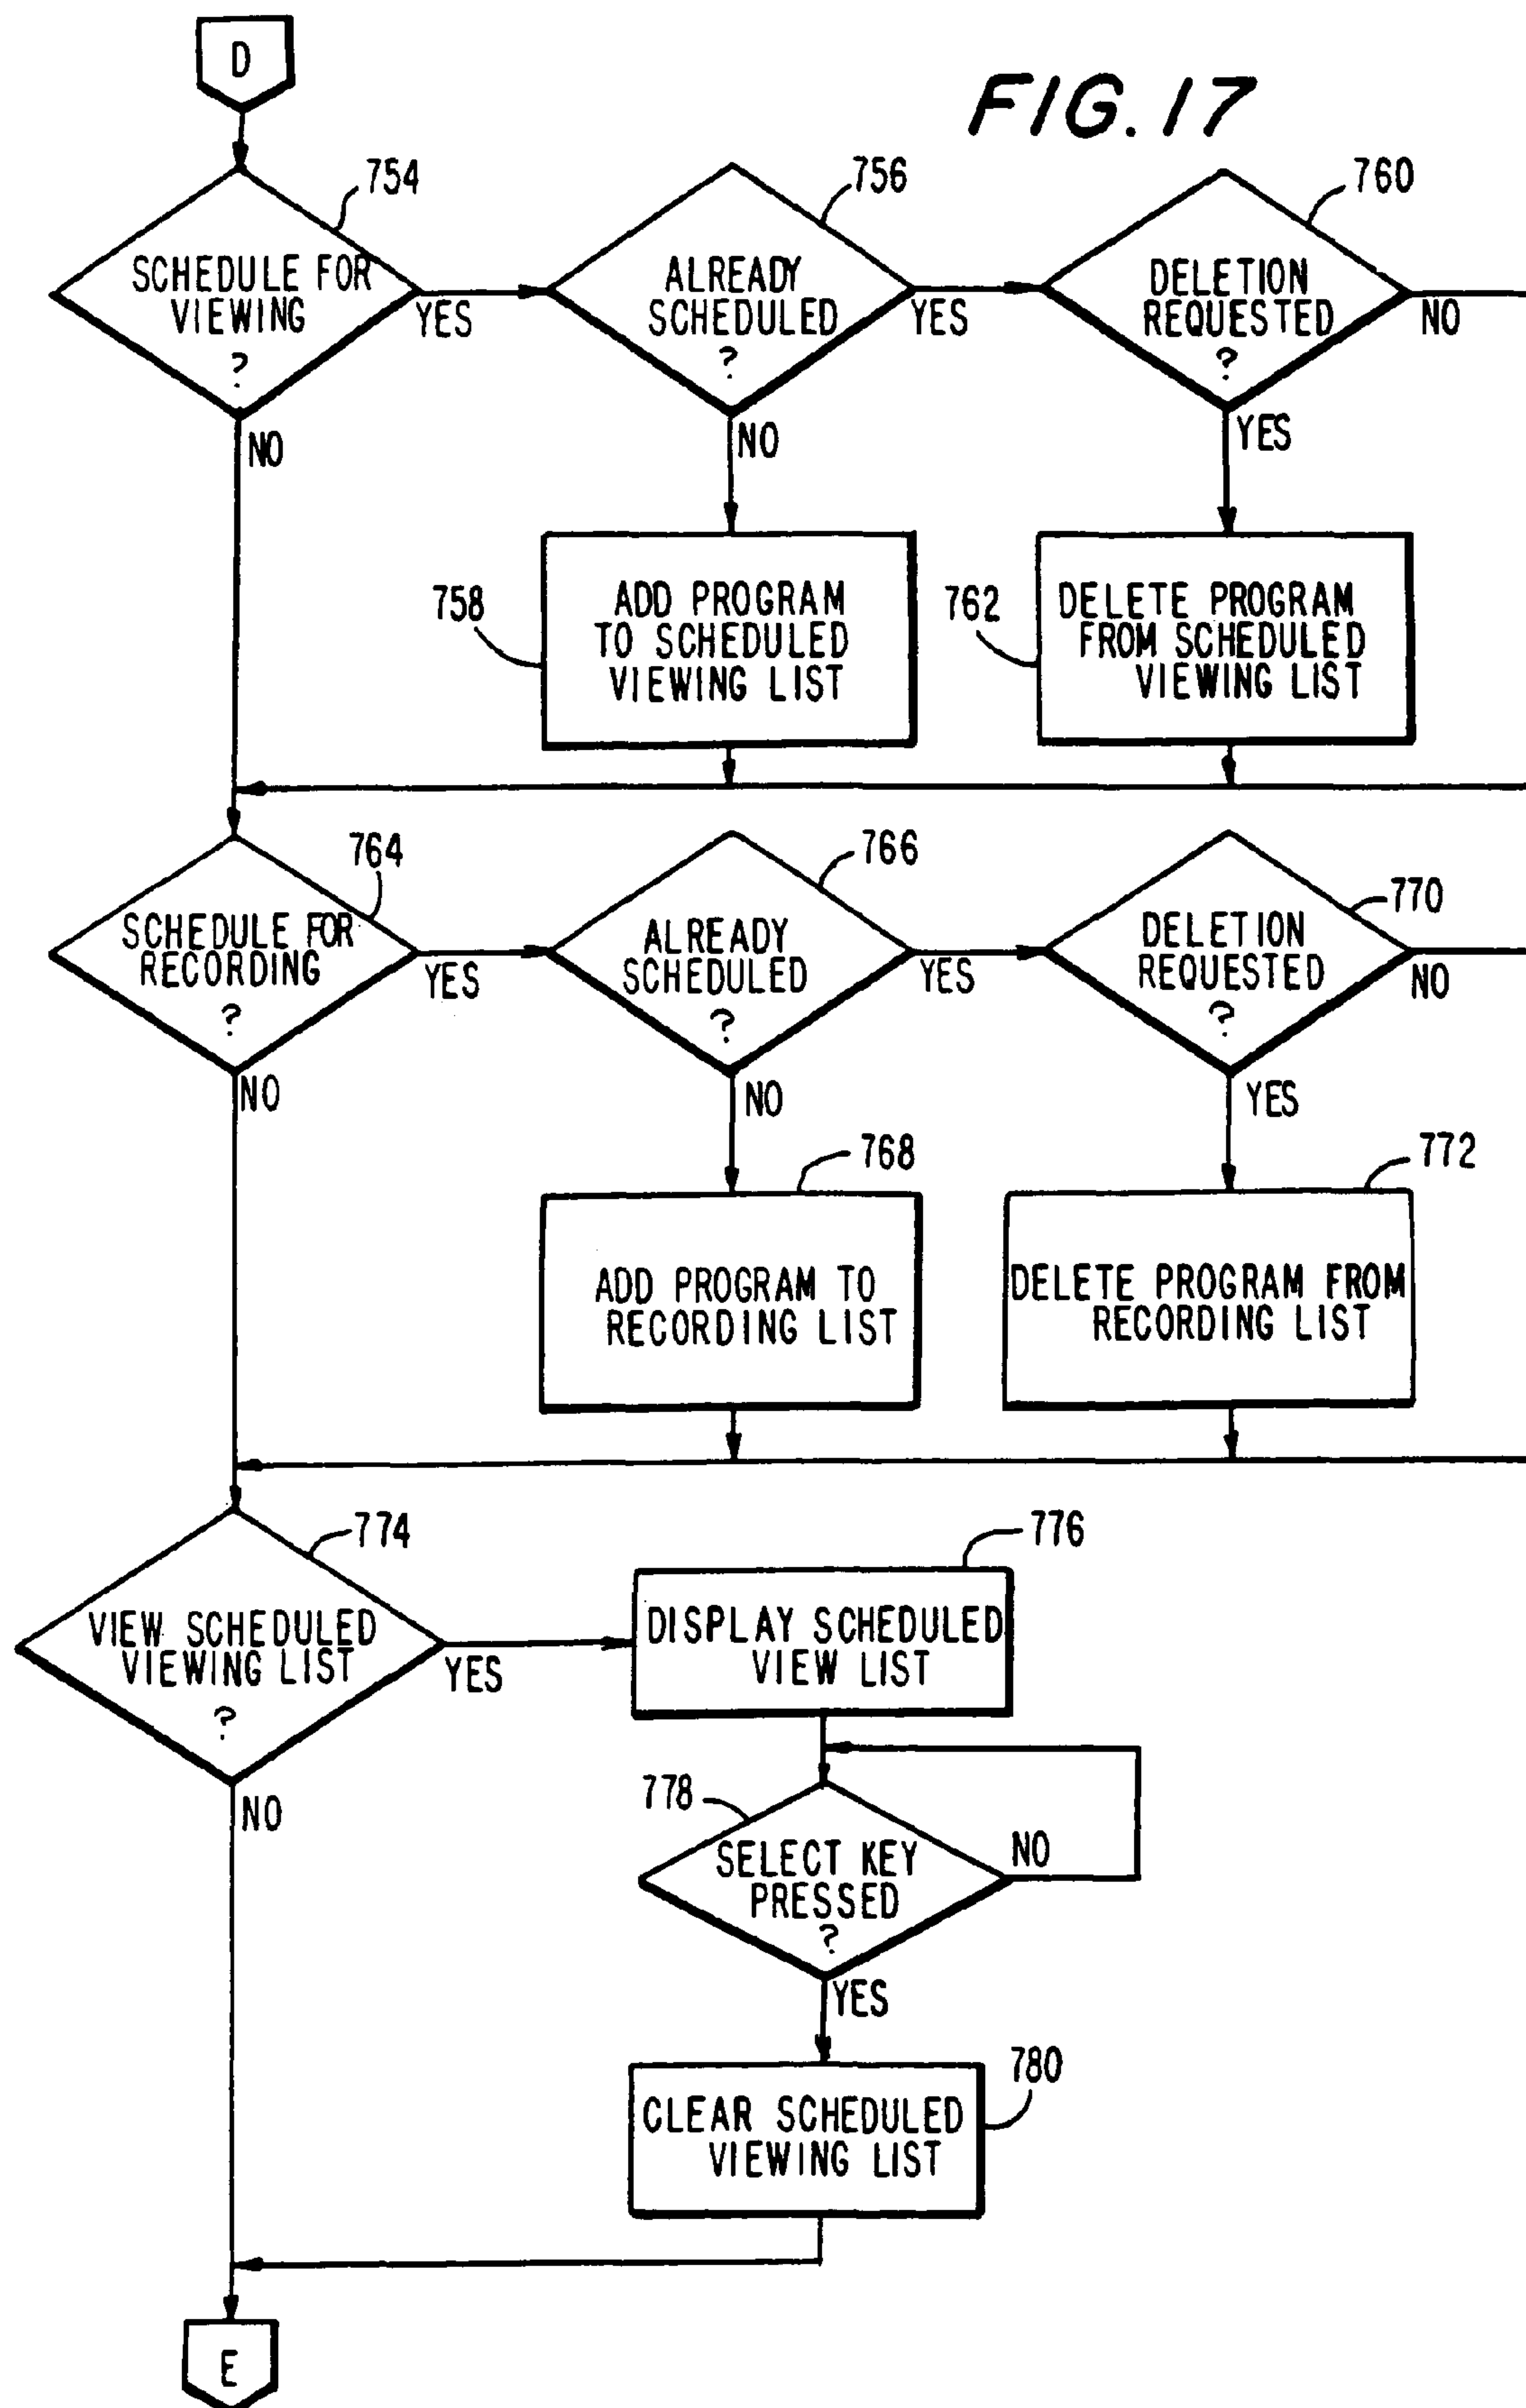 D
FIG. 17
754
SCHEDULE FOR
VIEWING
?
YES
NO
756
ALREADY
SCHEDULED
?
YES
NO
760
DELETION
REQUESTED
?
NO
YES
758
ADD PROGRAM
TO SCHEDULED
VIEWING LIST
762
DELETE PROGRAM
FROM SCHEDULED
VIEWING LIST
764
SCHEDULE FOR
RECORDING
?
YES
NO
766
ALREADY
SCHEDULED
?
YES
NO
770
DELETION
REQUESTED
?
NO
YES
768
ADD PROGRAM TO
RECORDING LIST
772
DELETE PROGRAM FROM
RECORDING LIST
774
VIEW SCHEDULED
VIEWING LIST
?
YES
NO
776
DISPLAY SCHEDULED
VIEW LIST
778
SELECT KEY
PRESSED
?
NO
YES
780
CLEAR SCHEDULED
VIEWING LIST
E